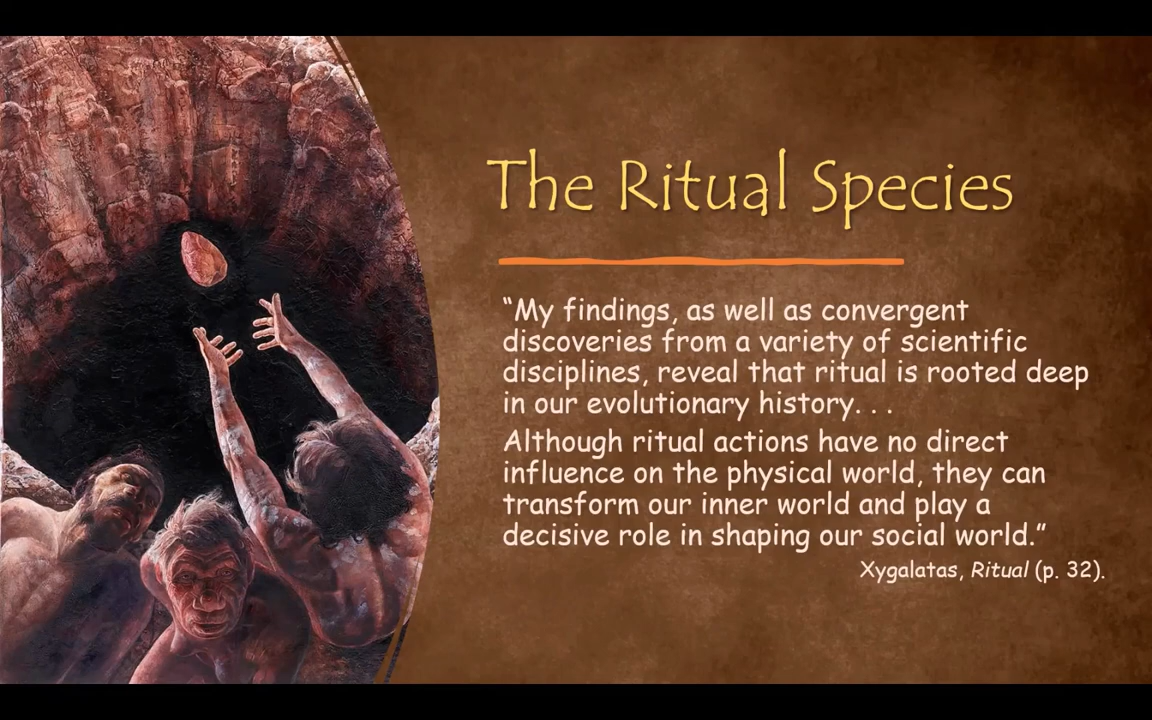 The Ritual Species
“My findings, as well as convergent
discoveries from a variety of scientific
disciplines, reveal that ritual is rooted deep
in our evolutionary history. . .
Although ritual actions have no direct
influence on the physical world, they can
transform our inner world and play a
decisive role in shaping our social world.”
Xygalatas, Ritual (p. 32).